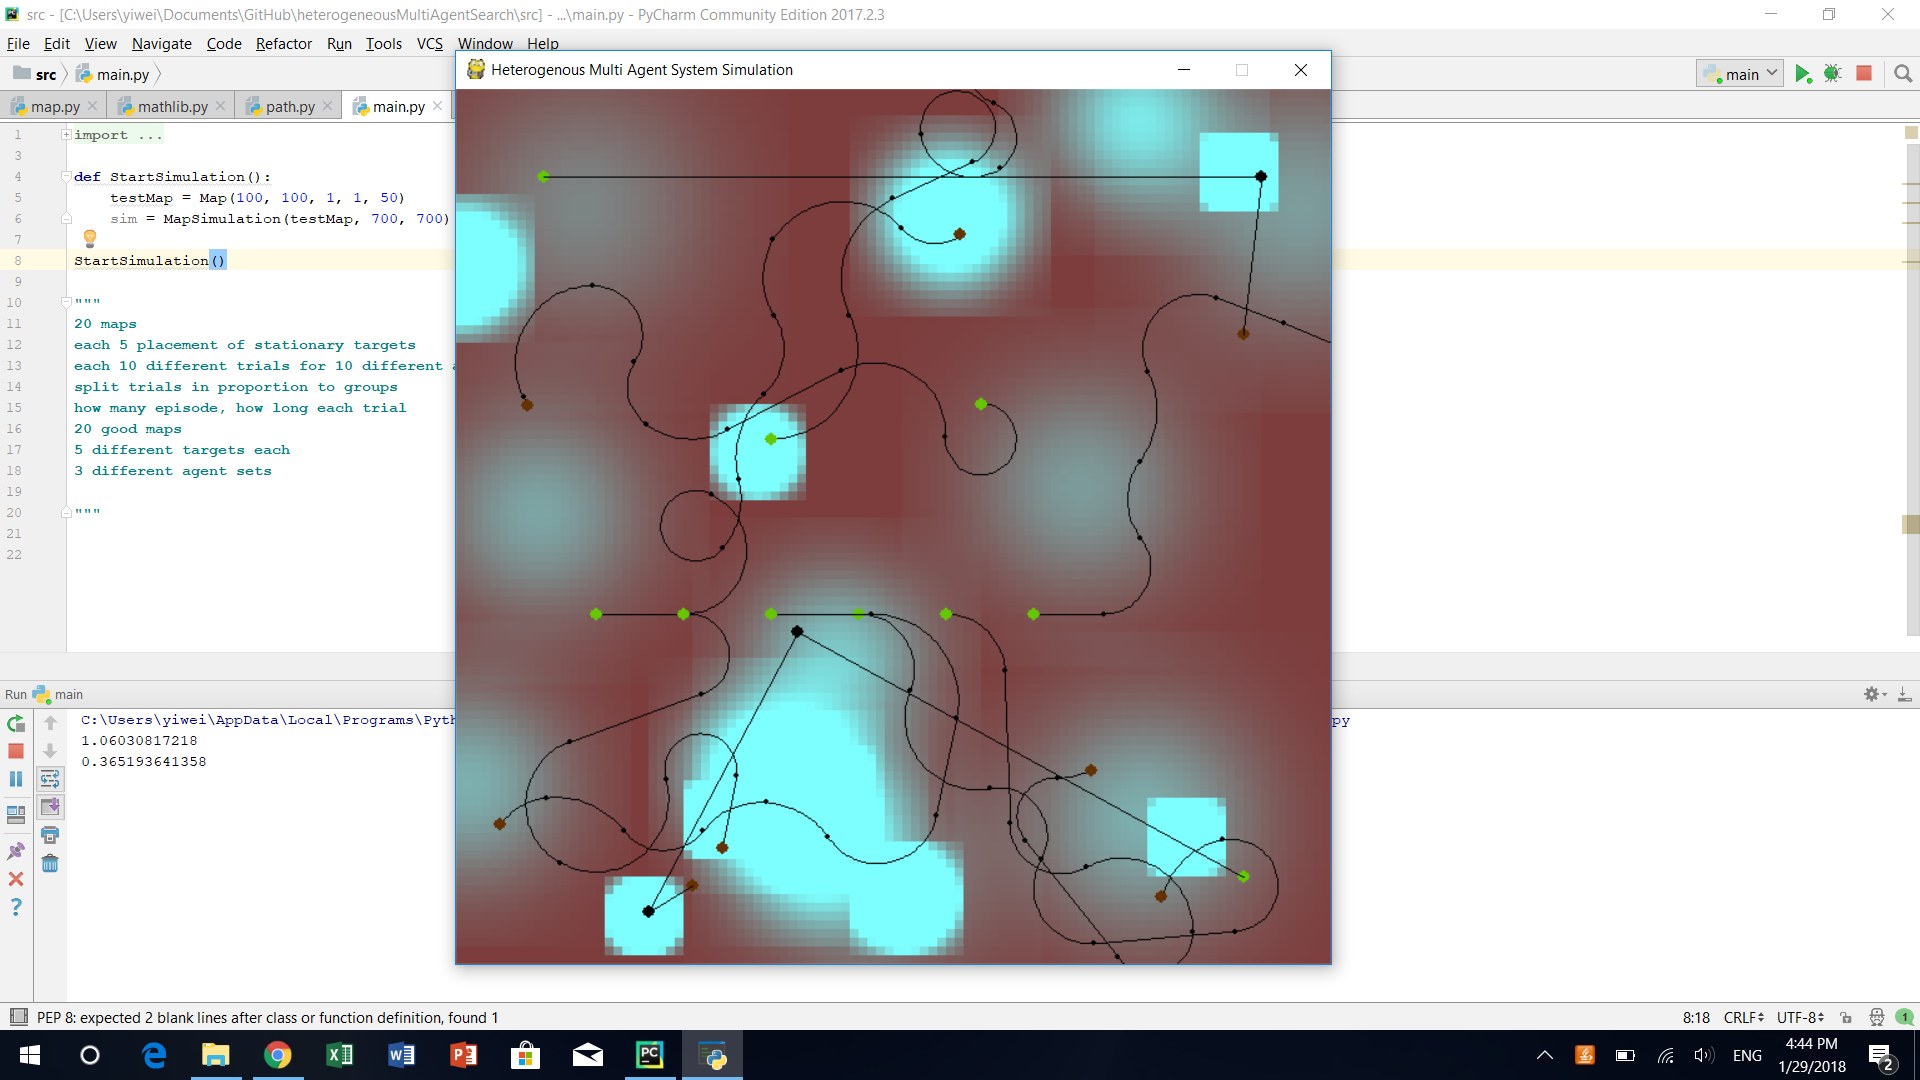 src - [C:\Users\yiwei\Documents\GitHub\heterogeneousMultiAgentSearch\src] - ...\main.py - PyCharm Community Edition 2017.2.3
File Edit View Navigate Code Refactor Run Tools VCS Window Help
src main.py
main
map.py mathlib.py path.py main.py
Heterogenous Multi Agent System Simulation
1 import ...
3
4 def StartSimulation():
5 testMap = Map(100, 100, 1, 1, 50)
6 sim = MapSimulation(testMap, 700, 700)
7
8 StartSimulation()
9
10 """
11 20 maps
12 each 5 placement of stationary targets
13 each 10 different trials for 10 different a
14 split trials in proportion to groups
15 how many episode, how long each trial
16 20 good maps
17 5 different targets each
18 3 different agent sets
19
20 """
21
22
Run main
C:\Users\yiwei\AppData\Local\Programs\Pyth
py
1.06030817218
0.365193641358
PEP 8: expected 2 blank lines after class or function definition, found 1
8:18 CRLF UTF-8 1
ENG
4:44 PM
1/29/2018
2